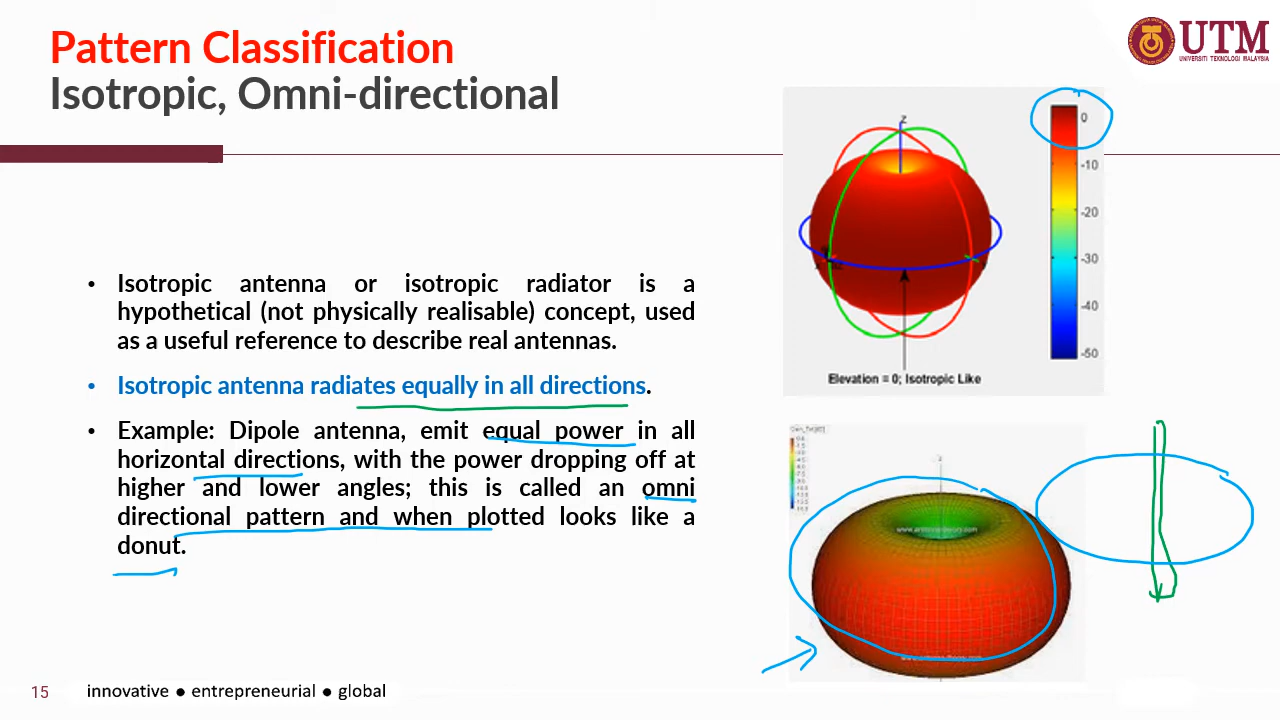 Pattern Classification
Isotropic, Omni-directional
UTM
UNIVERSITI TEKNOLOGI MALAYSIA
• Isotropic antenna or isotropic radiator is a
hypothetical (not physically realisable) concept, used
as a useful reference to describe real antennas.
• Isotropic antenna radiates equally in all directions.
• Example: Dipole antenna, emit equal power in all
horizontal directions, with the power dropping off at
higher and lower angles; this is called an omni
directional pattern and when plotted looks like a
donut.
Z
0
-10
-20
-30
-40
-50
Elevation = 0; Isotropic Like
15
innovative ● entrepreneurial ● global